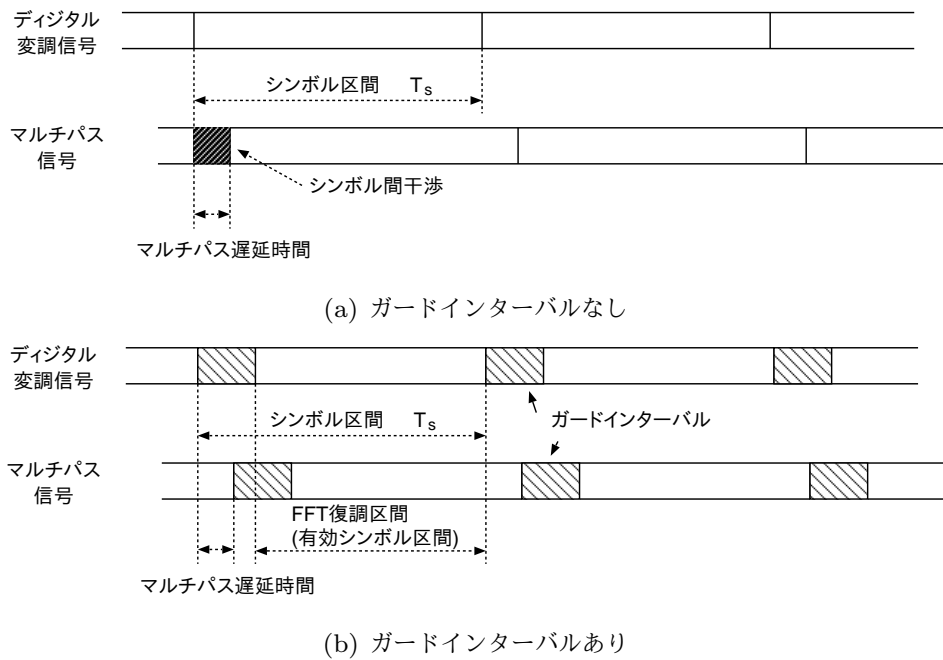 ディジタル
変調信号
シンボル区間 Ts
マルチパス
信号
シンボル間干渉
マルチパス遅延時間
(a) ガードインターバルなし
ディジタル
変調信号
ガードインターバル
シンボル区間 Ts
マルチパス
信号
FFT復調区間
(有効シンボル区間)
マルチパス遅延時間
(b) ガードインターバルあり